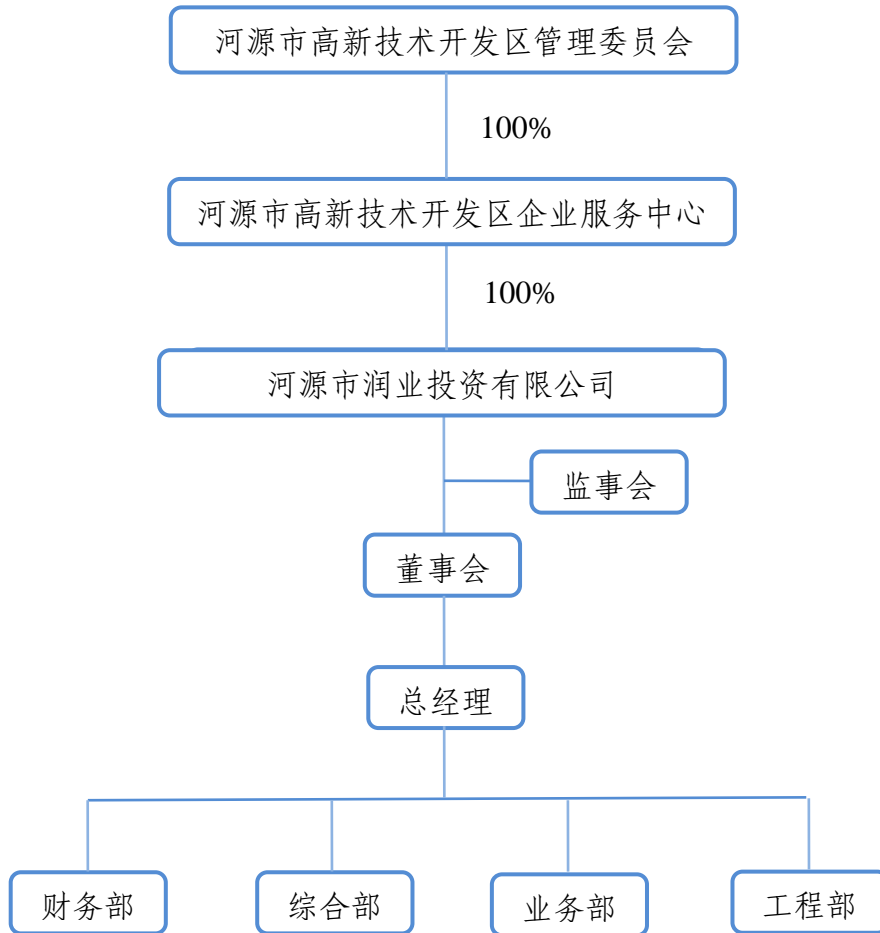 河源市高新技术开发区管理委员会
100%
河源市高新技术开发区企业服务中心
100%
河源市润业投资有限公司
监事会
董事会
总经理
财务部
综合部
业务部
工程部